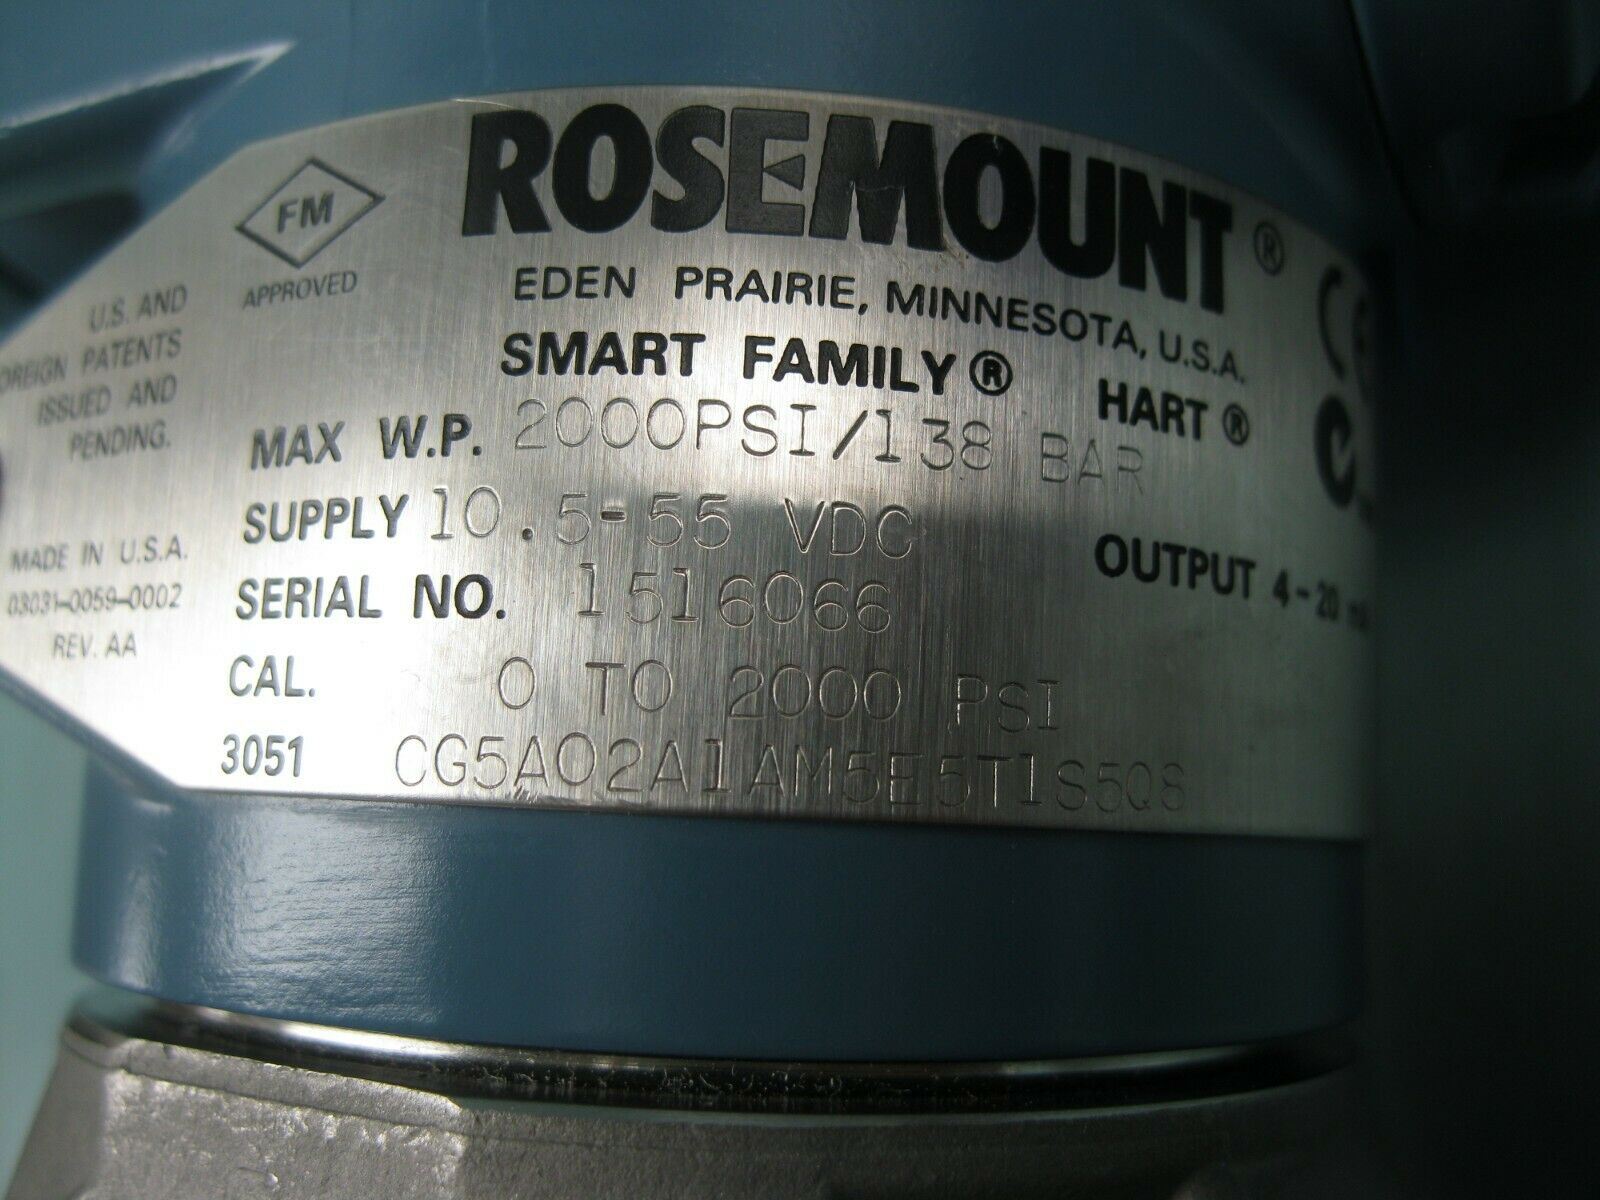 FM
APPROVED
ROSEMOUNT®
EDEN PRAIRIE, MINNESOTA, U.S.A.
SMART FAMILY® HART®
U.S. AND
FOREIGN PATENTS
ISSUED AND
PENDING.
MAX W.P. 2000PSI/138 BAR
SUPPLY 10.5-55 VDC
OUTPUT 4-20 mA
MADE IN U.S.A.
03031-0059-0002
REV. AA
SERIAL NO. 1516066
CAL. 0 TO 2000 PSI
3051 CG5A02A1AM5E5T1S5Q8